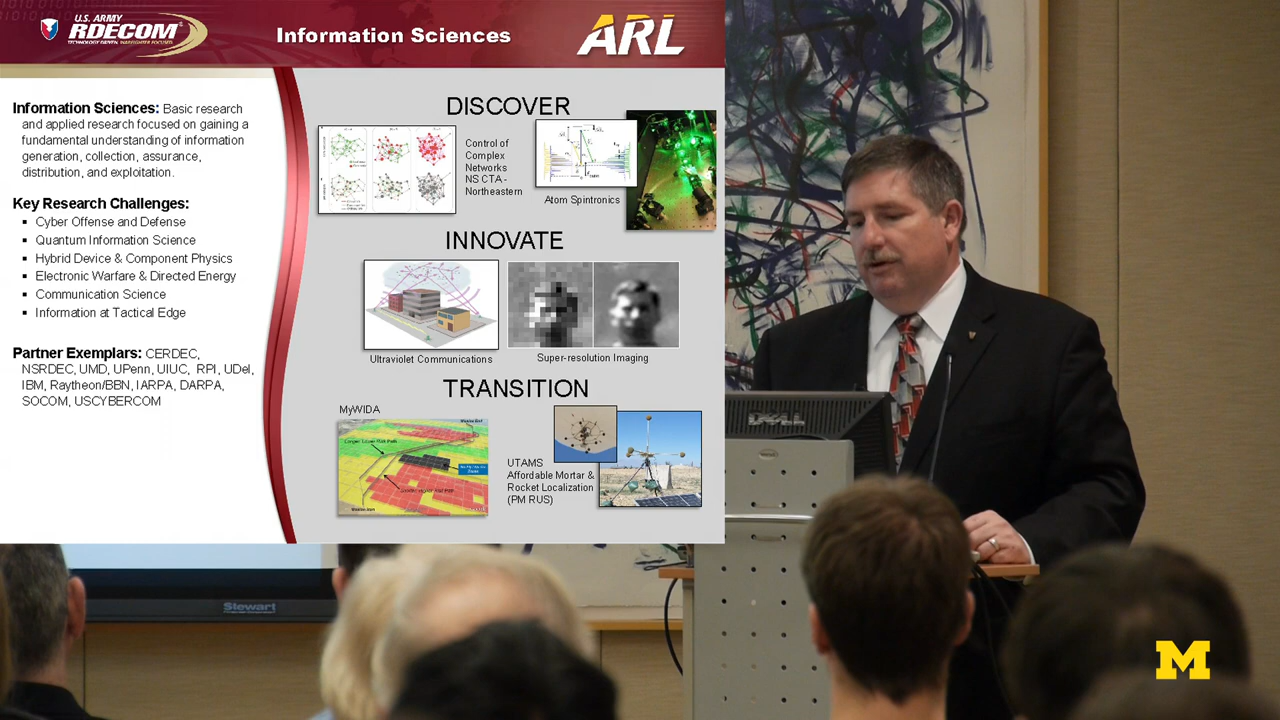 U.S. ARMY
RDECOM®
TECHNOLOGY DRIVEN. WARFIGHTER FOCUSED.
Information Sciences
ARL
Information Sciences: Basic research
and applied research focused on gaining a
fundamental understanding of information
generation, collection, assurance,
distribution, and exploitation.
Key Research Challenges:
▪ Cyber Offense and Defense
▪ Quantum Information Science
▪ Hybrid Device & Component Physics
▪ Electronic Warfare & Directed Energy
▪ Communication Science
▪ Information at Tactical Edge
Partner Exemplars: CERDEC,
NSRDEC, UMD, UPenn, UIUC, RPI, UDel,
IBM, Raytheon/BBN, IARPA, DARPA,
SOCOM, USCYBERCOM
DISCOVER
Control of
Complex
Networks
NS CTA -
Northeastern
Atom Spintronics
INNOVATE
Ultraviolet Communications
Super-resolution Imaging
TRANSITION
MyWIDA
UTAMS
Affordable Mortar &
Rocket Localization
(PM RUS)
DELL
Stewart
M